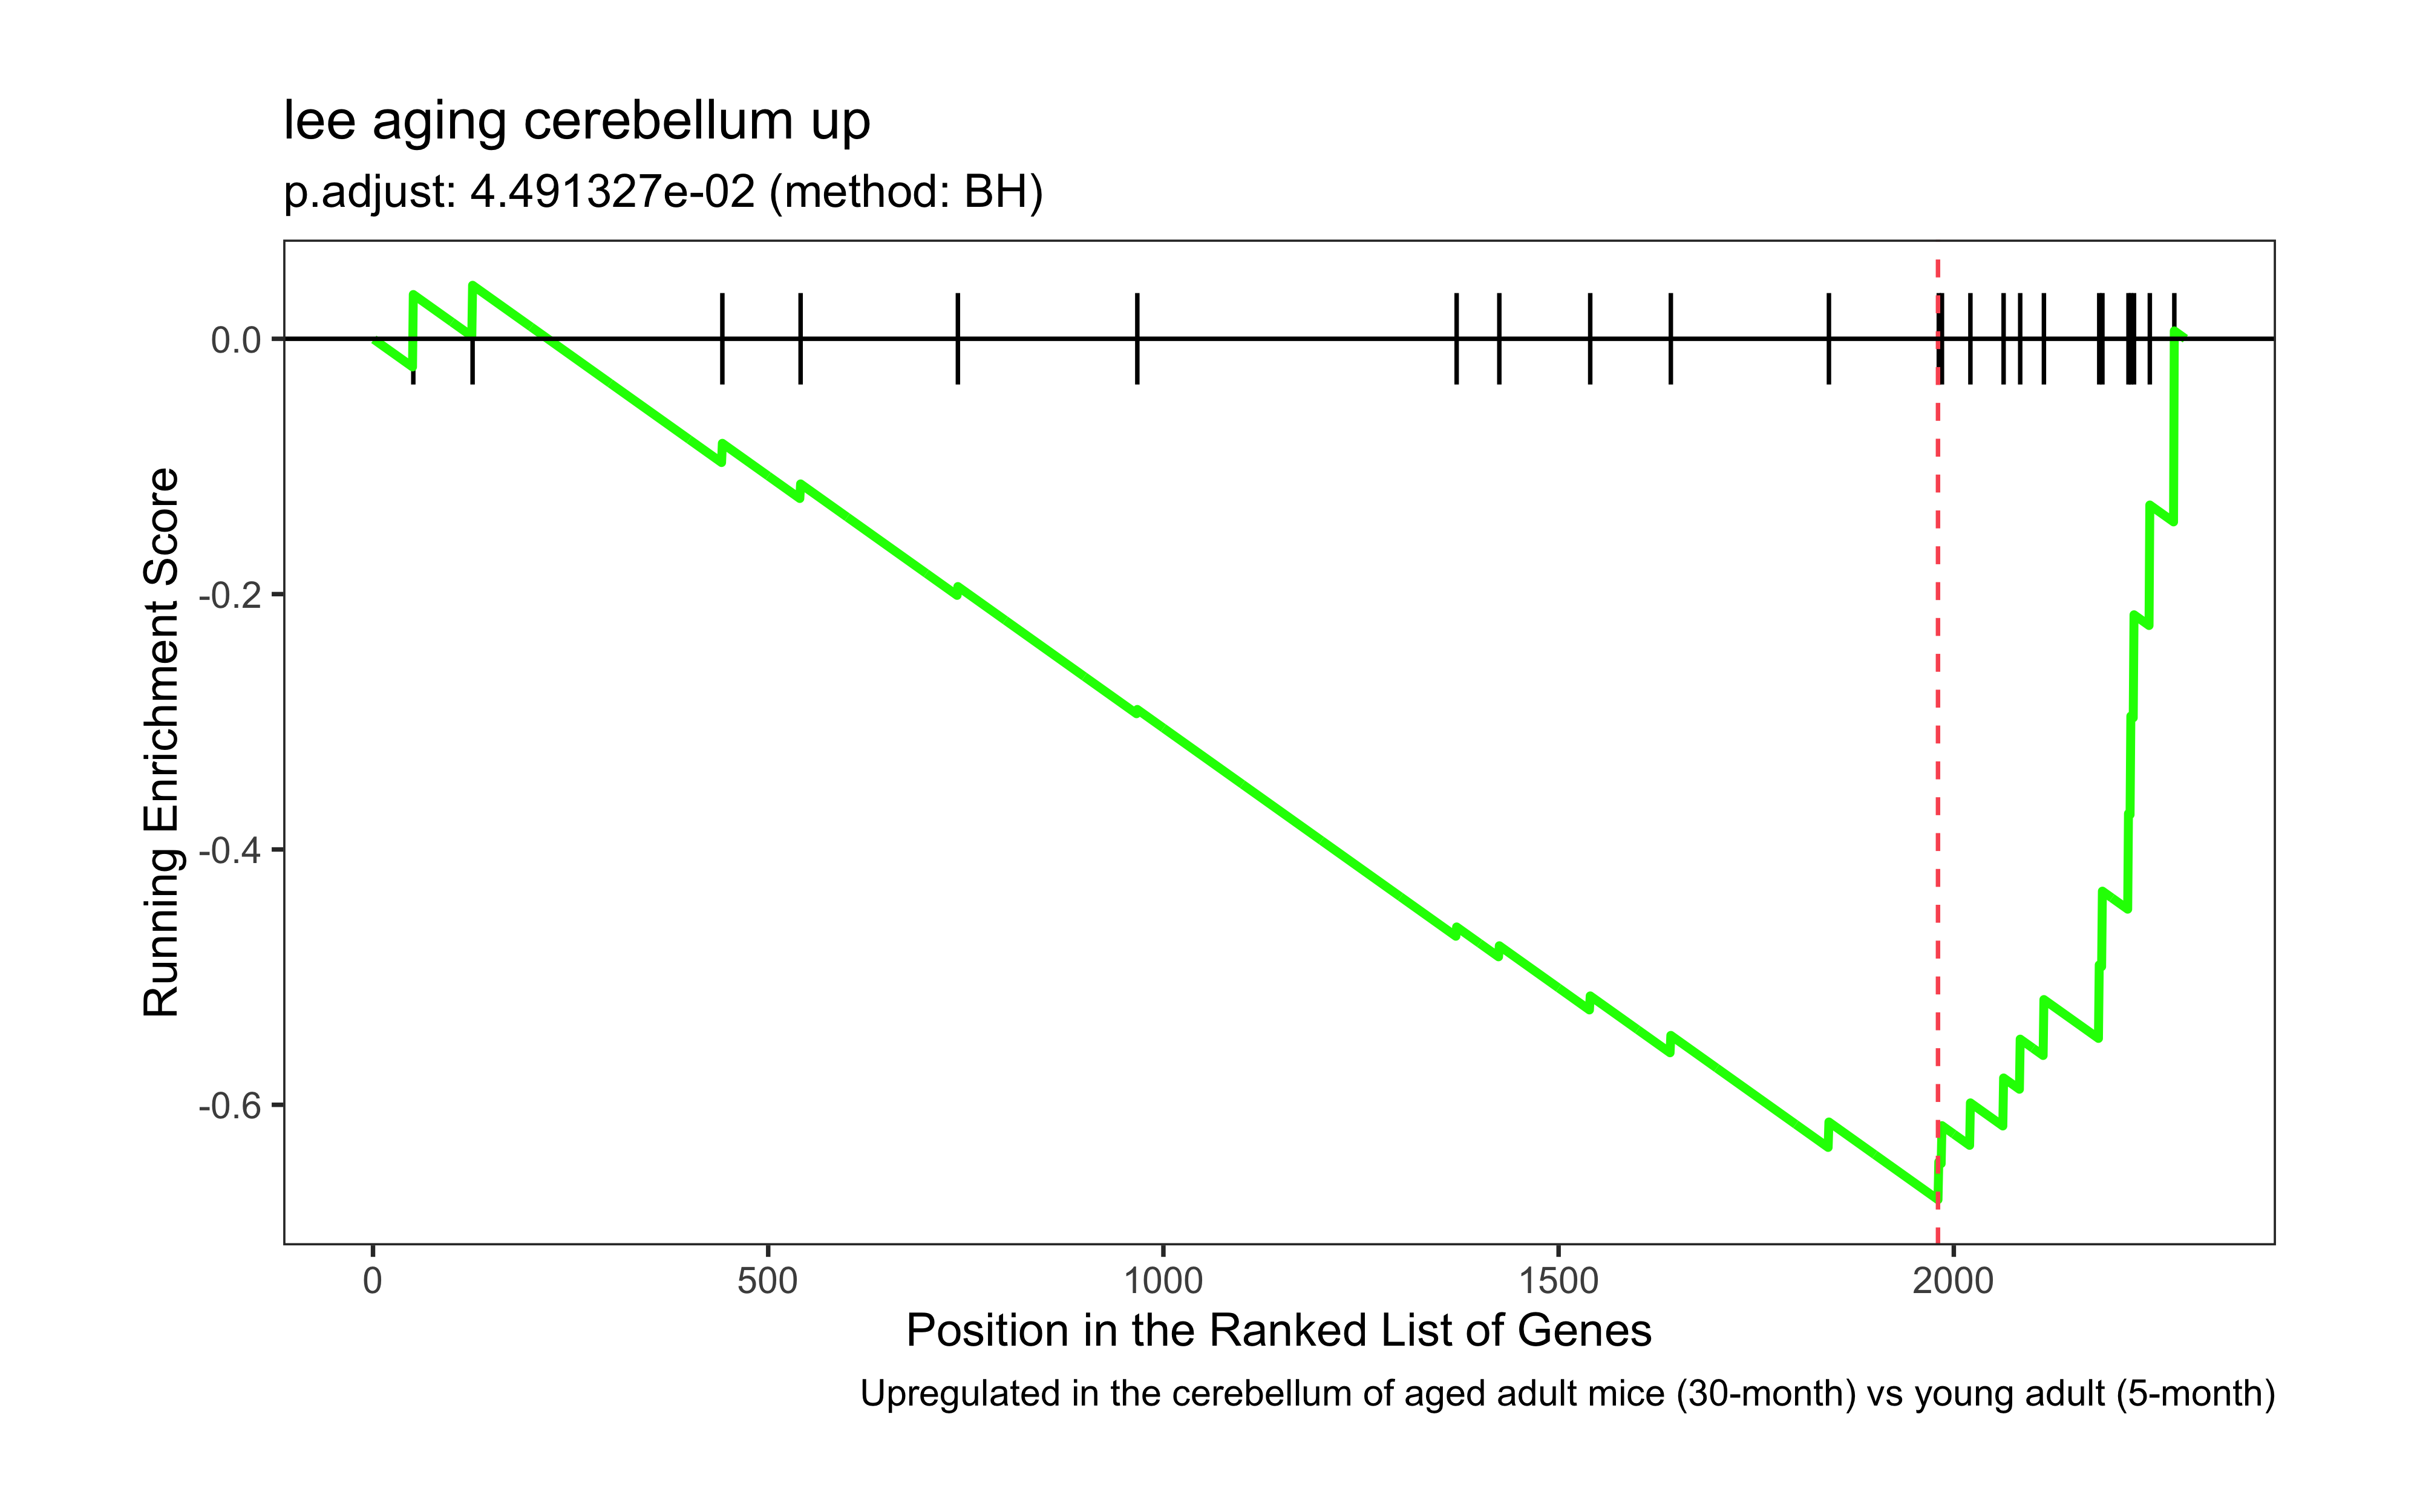 lee aging cerebellum up
p.adjust: 4.491327e-02 (method: BH)
Running Enrichment Score
0.0
-0.2
-0.4
-0.6
0 500 1000 1500 2000
Position in the Ranked List of Genes
Upregulated in the cerebellum of aged adult mice (30-month) vs young adult (5-month)